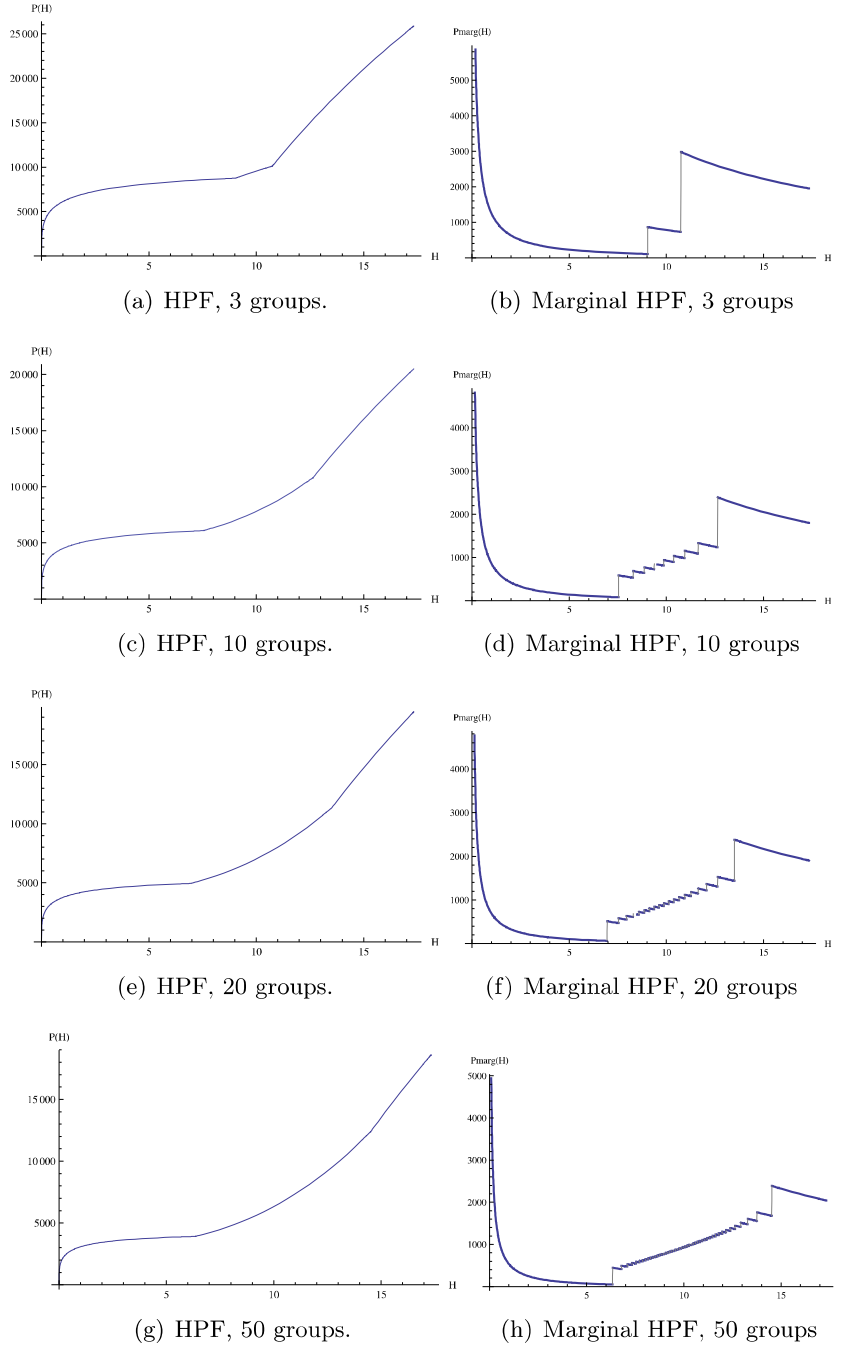 P(H)
25 000
20 000
15 000
10 000
5000
5 10 15 H
(a) HPF, 3 groups.
Pmarg(H)
5000
4000
3000
2000
1000
5 10 15 H
(b) Marginal HPF, 3 groups
P(H)
20 000
15 000
10 000
5000
5 10 15 H
(c) HPF, 10 groups.
Pmarg(H)
4000
3000
2000
1000
5 10 15 H
(d) Marginal HPF, 10 groups
P(H)
15 000
10 000
5000
5 10 15 H
(e) HPF, 20 groups.
Pmarg(H)
4000
3000
2000
1000
5 10 15 H
(f) Marginal HPF, 20 groups
P(H)
15 000
10 000
5000
5 10 15 H
(g) HPF, 50 groups.
Pmarg(H)
5000
4000
3000
2000
1000
5 10 15
(h) Marginal HPF, 50 groups